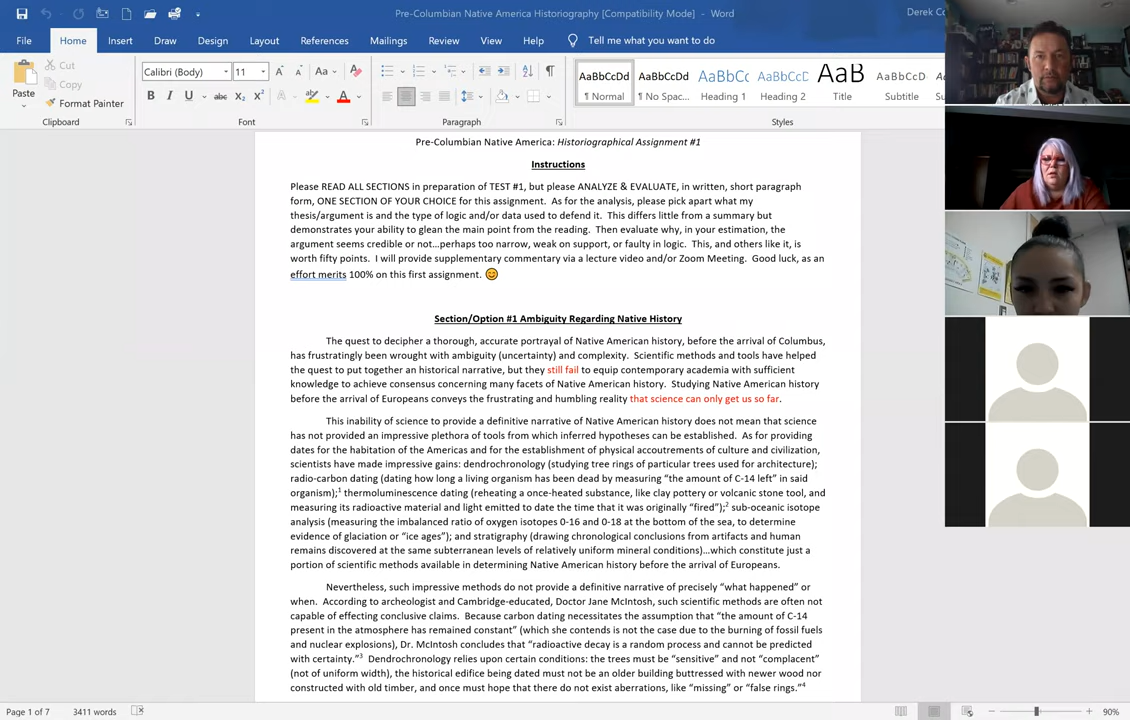 Pre-Columbian Native America Historiography [Compatibility Mode] - Word
Derek
File Home Insert Draw Design Layout References Mailings Review View Help Tell me what you want to do
Paste
Cut
Copy
Format Painter
Clipboard
Calibri (Body) 11
Font
Paragraph
AaBbCcDd AaBbCcDd AaBbCc AaBbCcD AaB AaBbCcD
¶ Normal ¶ No Spac... Heading 1 Heading 2 Title Subtitle
Styles
Pre-Columbian Native America: Historiographical Assignment #1
Instructions
Please READ ALL SECTIONS in preparation of TEST #1, but please ANALYZE & EVALUATE, in written, short paragraph
form, ONE SECTION OF YOUR CHOICE for this assignment. As for the analysis, please pick apart what my
thesis/argument is and the type of logic and/or data used to defend it. This differs little from a summary but
demonstrates your ability to glean the main point from the reading. Then evaluate why, in your estimation, the
argument seems credible or not…perhaps too narrow, weak on support, or faulty in logic. This, and others like it, is
worth fifty points. I will provide supplementary commentary via a lecture video and/or Zoom Meeting. Good luck, as an
effort merits 100% on this first assignment. 😊
Section/Option #1 Ambiguity Regarding Native History
The quest to decipher a thorough, accurate portrayal of Native American history, before the arrival of Columbus,
has frustratingly been wrought with ambiguity (uncertainty) and complexity. Scientific methods and tools have helped
the quest to put together an historical narrative, but they still fail to equip contemporary academia with sufficient
knowledge to achieve consensus concerning many facets of Native American history. Studying Native American history
before the arrival of Europeans conveys the frustrating and humbling reality that science can only get us so far.
This inability of science to provide a definitive narrative of Native American history does not mean that science
has not provided an impressive plethora of tools from which inferred hypotheses can be established. As for providing
dates for the habitation of the Americas and for the establishment of physical accoutrements of culture and civilization,
scientists have made impressive gains: dendrochronology (studying tree rings of particular trees used for architecture);
radio-carbon dating (dating how long a living organism has been dead by measuring “the amount of C-14 left” in said
organism);1 thermoluminescence dating (reheating a once-heated substance, like clay pottery or volcanic stone tool, and
measuring its radioactive material and light emitted to date the time that it was originally “fired”);2 sub-oceanic isotope
analysis (measuring the imbalanced ratio of oxygen isotopes 0-16 and 0-18 at the bottom of the sea, to determine
evidence of glaciation or “ice ages”); and stratigraphy (drawing chronological conclusions from artifacts and human
remains discovered at the same subterranean levels of relatively uniform mineral conditions)…which constitute just a
portion of scientific methods available in determining Native American history before the arrival of Europeans.
Nevertheless, such impressive methods do not provide a definitive narrative of precisely “what happened” or
when. According to archeologist and Cambridge-educated, Doctor Jane McIntosh, such scientific methods are often not
capable of effecting conclusive claims. Because carbon dating necessitates the assumption that “the amount of C-14
present in the atmosphere has remained constant” (which she contends is not the case due to the burning of fossil fuels
and nuclear explosions), Dr. McIntosh concludes that “radioactive decay is a random process and cannot be predicted
with certainty.”3 Dendrochronology relies upon certain conditions: the trees must be “sensitive” and not “complacent”
(not of uniform width), the historical edifice being dated must not be an older building buttressed with newer wood nor
constructed with old timber, and once must hope that there do not exist aberrations, like “missing” or “false rings.”4
Page 1 of 7 3411 words 90%